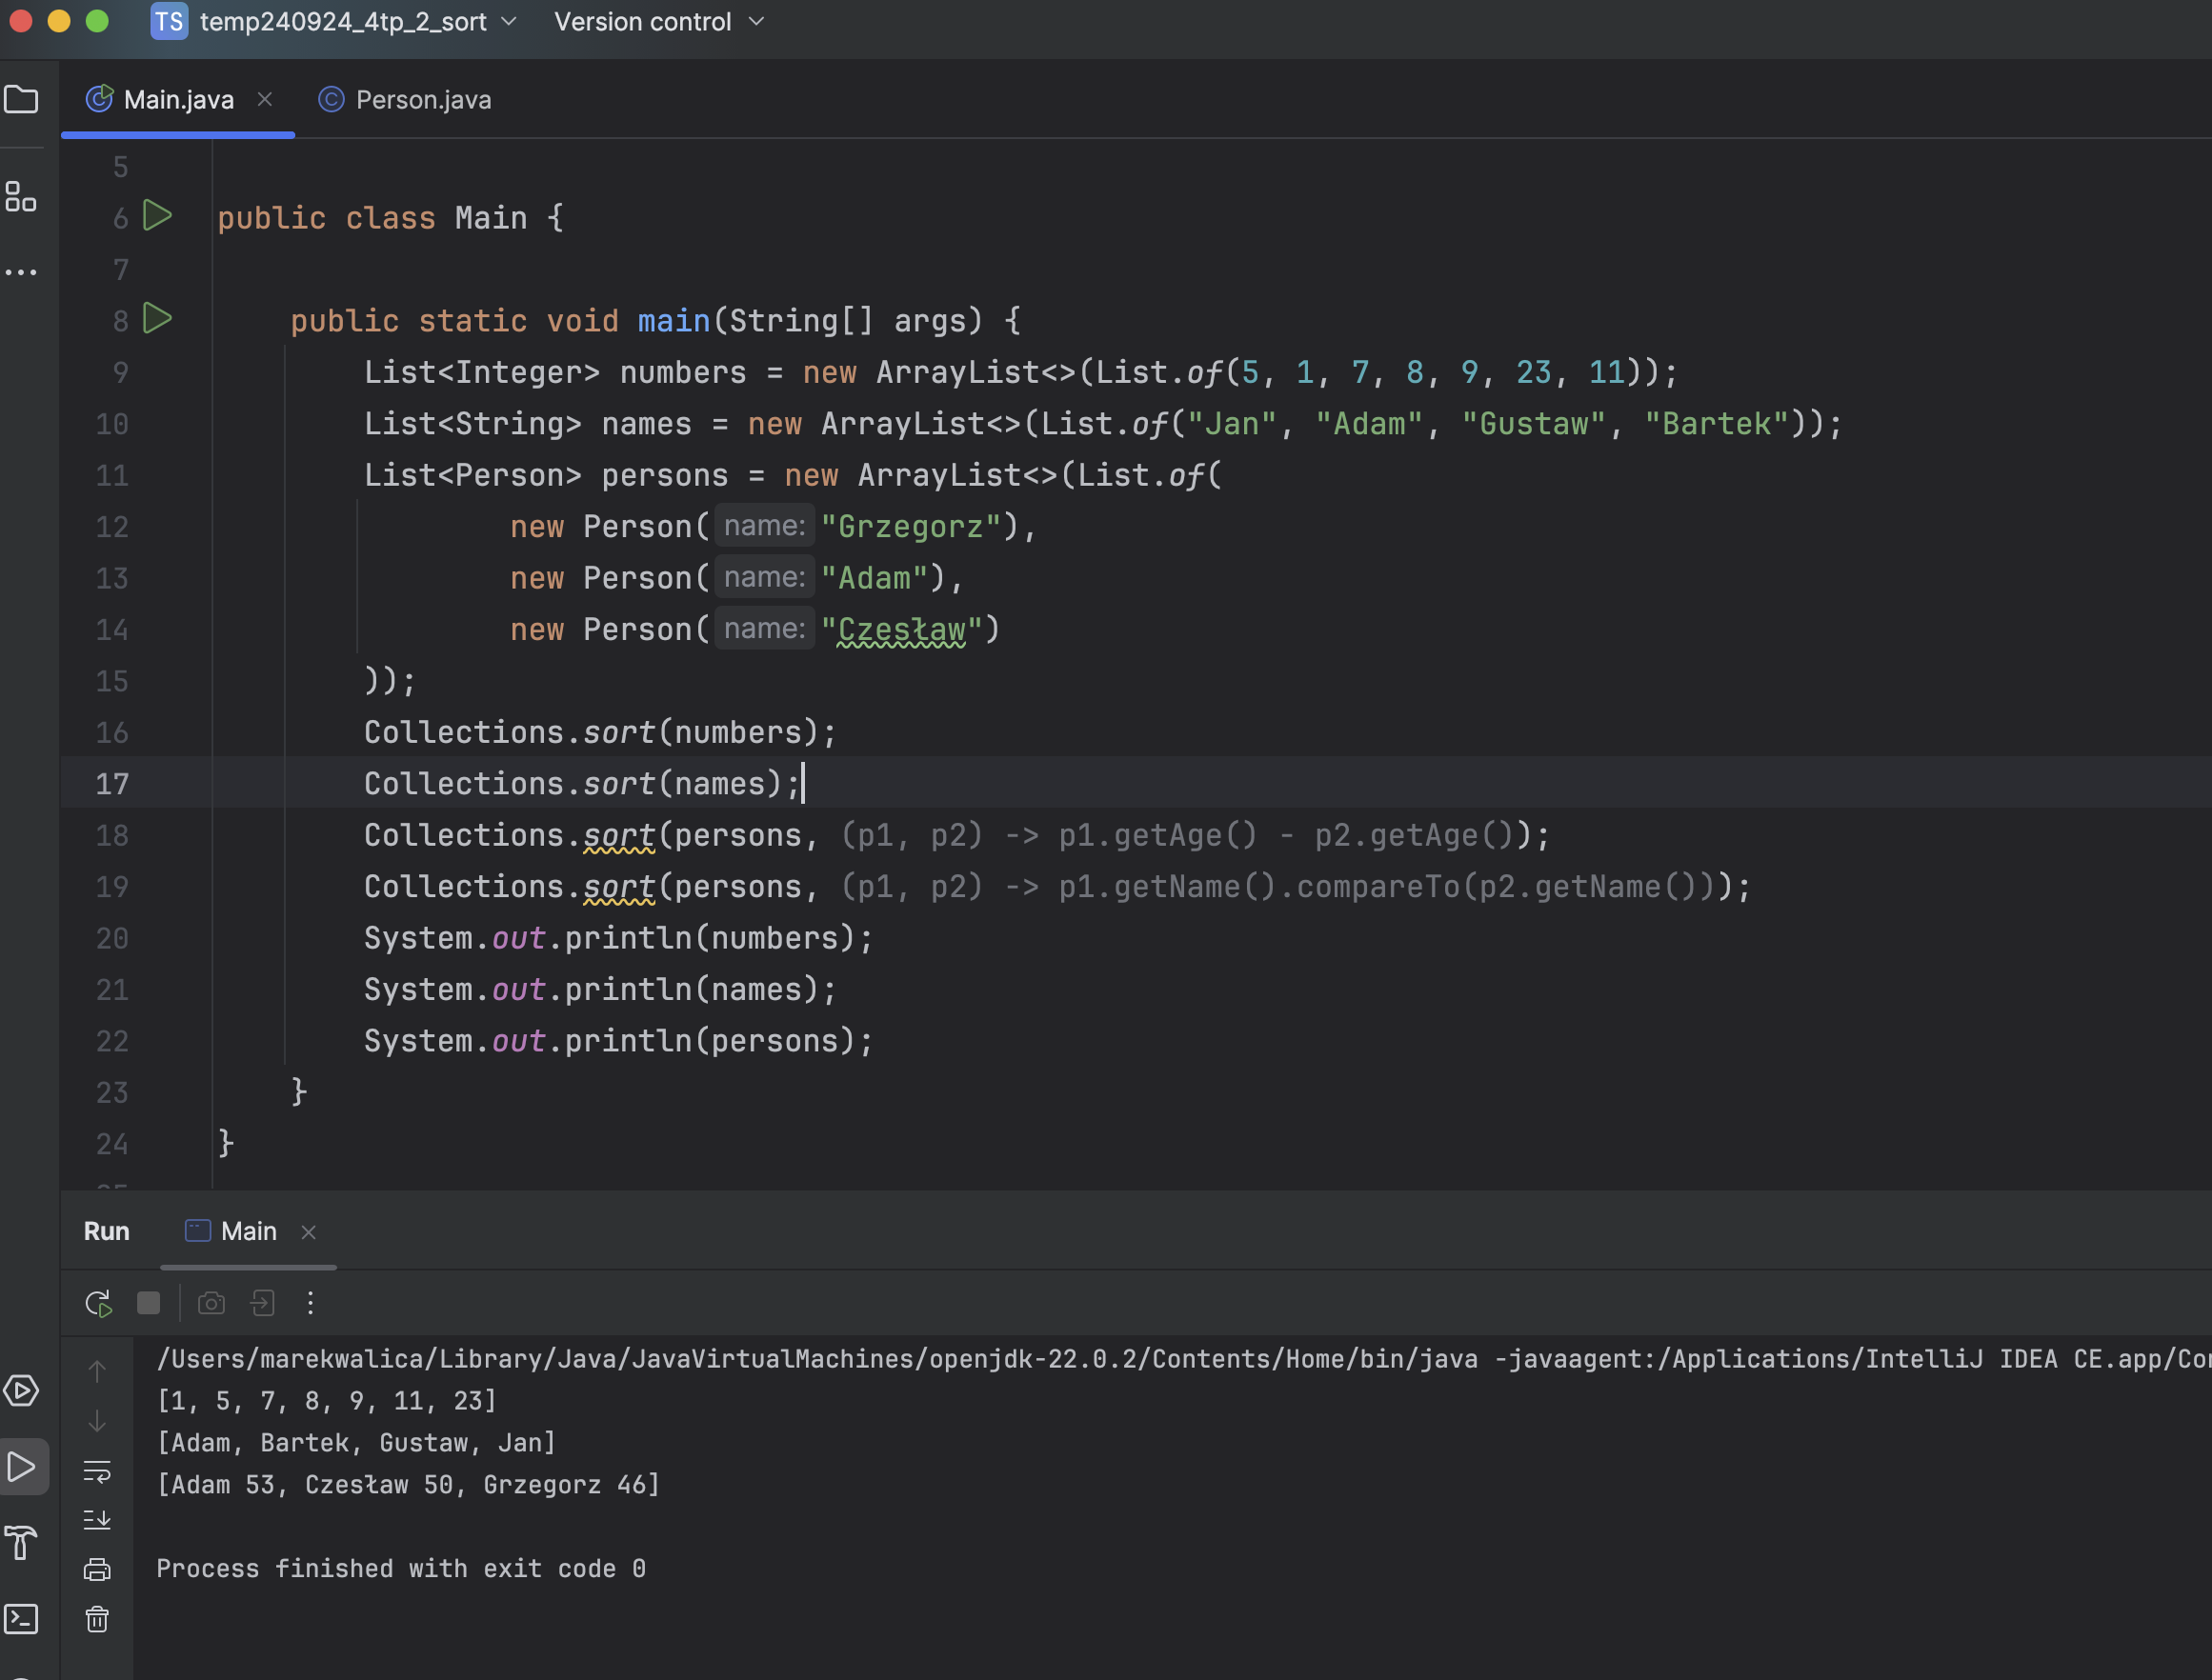 TS temp240924_4tp_2_sort Version control
Main.java Person.java
5
6 public class Main {
7
8 public static void main(String[] args) {
9 List<Integer> numbers = new ArrayList<>(List.of(5, 1, 7, 8, 9, 23, 11));
10 List<String> names = new ArrayList<>(List.of("Jan", "Adam", "Gustaw", "Bartek"));
11 List<Person> persons = new ArrayList<>(List.of(
12 new Person( name: "Grzegorz"),
13 new Person( name: "Adam"),
14 new Person( name: "Czesław")
15 ));
16 Collections.sort(numbers);
17 Collections.sort(names);
18 Collections.sort(persons, (p1, p2) -> p1.getAge() - p2.getAge());
19 Collections.sort(persons, (p1, p2) -> p1.getName().compareTo(p2.getName()));
20 System.out.println(numbers);
21 System.out.println(names);
22 System.out.println(persons);
23 }
24 }
Run Main
/Users/marekwalica/Library/Java/JavaVirtualMachines/openjdk-22.0.2/Contents/Home/bin/java -javaagent:/Applications/IntelliJ IDEA CE.app/
[1, 5, 7, 8, 9, 11, 23]
[Adam, Bartek, Gustaw, Jan]
[Adam 53, Czesław 50, Grzegorz 46]
Process finished with exit code 0